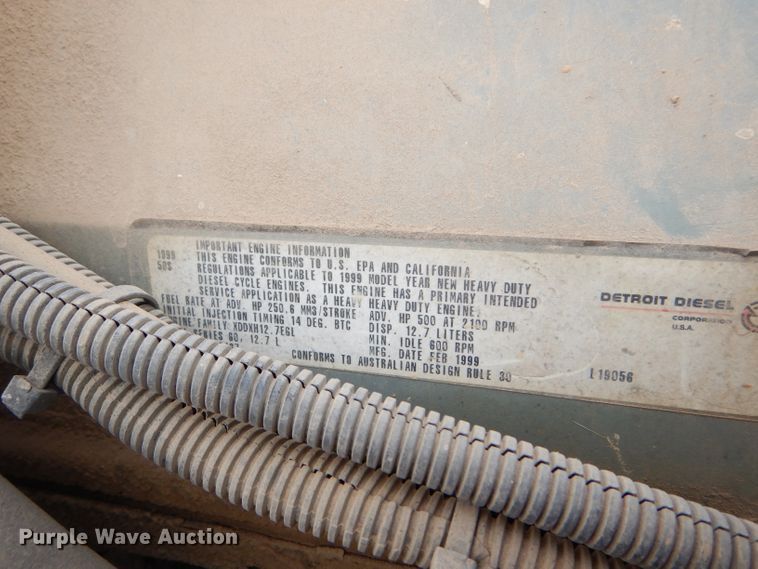 1999
50S
IMPORTANT ENGINE INFORMATION
THIS ENGINE CONFORMS TO U.S. EPA AND CALIFORNIA
REGULATIONS APPLICABLE TO 1999 MODEL YEAR NEW HEAVY DUTY
DIESEL CYCLE ENGINES. THIS ENGINE HAS A PRIMARY INTENDED
SERVICE APPLICATION AS A HEAVY HEAVY DUTY ENGINE.
FUEL RATE AT ADV. HP 250.6 MM3/STROKE ADV. HP 500 AT 2100 RPM
INITIAL INJECTION TIMING 14 DEG. BTC DISP. 12.7 LITERS
FAMILY XDDXH12.7EGL MIN. IDLE 600 RPM
SERIES 60, 12.7 L MFG. DATE FEB 1999
CONFORMS TO AUSTRALIAN DESIGN RULE 30
L19056
DETROIT DIESEL
CORPORATION
U.S.A.
Purple Wave Auction